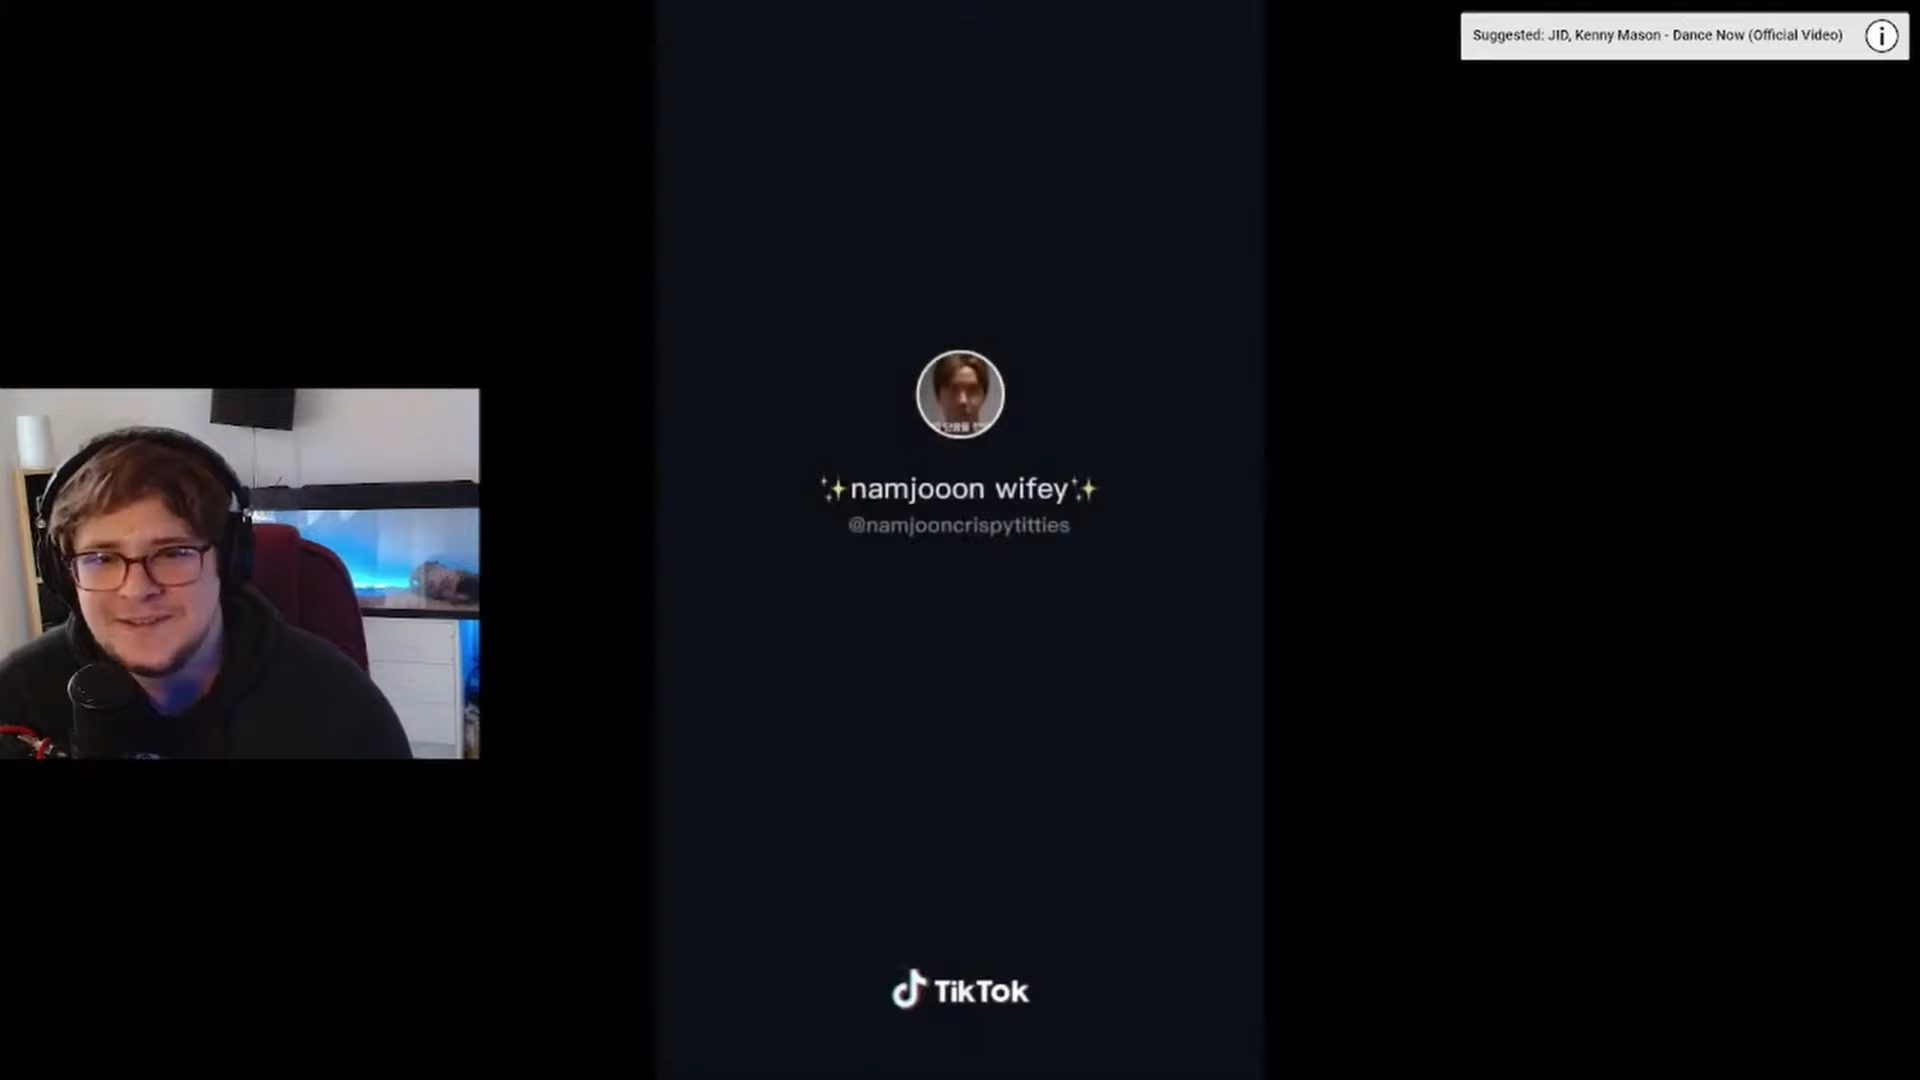 Suggested: JID, Kenny Mason - Dance Now (Official Video)
✨namjooon wifey✨
@namjooncrispytitties
TikTok